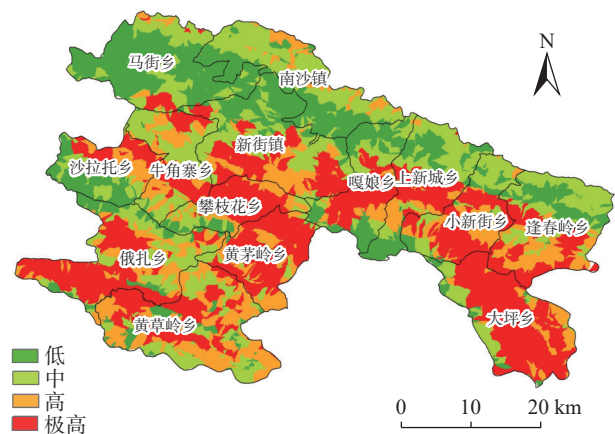 N
马街乡
南沙镇
新街镇
沙拉托乡
牛角寨乡
嘎娘乡
上新城乡
攀枝花乡
小新街乡
逢春岭乡
俄扎乡
黄茅岭乡
黄草岭乡
大坪乡
低
中
高
极高
0 10 20 km